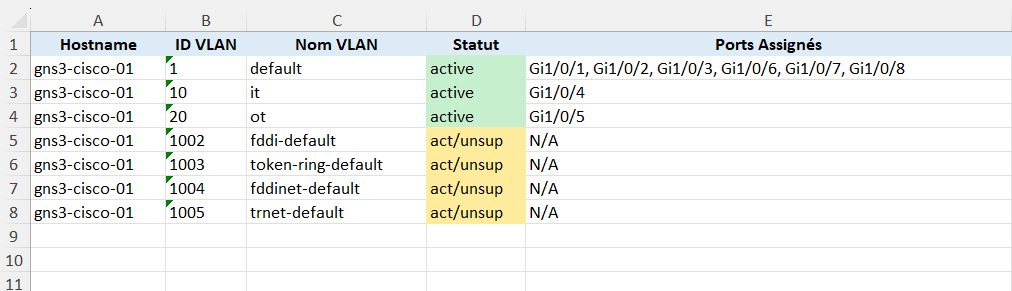 A B C D E
1 Hostname ID VLAN Nom VLAN Statut Ports Assignés
2 gns3-cisco-01 1 default active Gi1/0/1, Gi1/0/2, Gi1/0/3, Gi1/0/6, Gi1/0/7, Gi1/0/8
3 gns3-cisco-01 10 it active Gi1/0/4
4 gns3-cisco-01 20 ot active Gi1/0/5
5 gns3-cisco-01 1002 fddi-default act/unsup N/A
6 gns3-cisco-01 1003 token-ring-default act/unsup N/A
7 gns3-cisco-01 1004 fddinet-default act/unsup N/A
8 gns3-cisco-01 1005 trnet-default act/unsup N/A
9
10
11